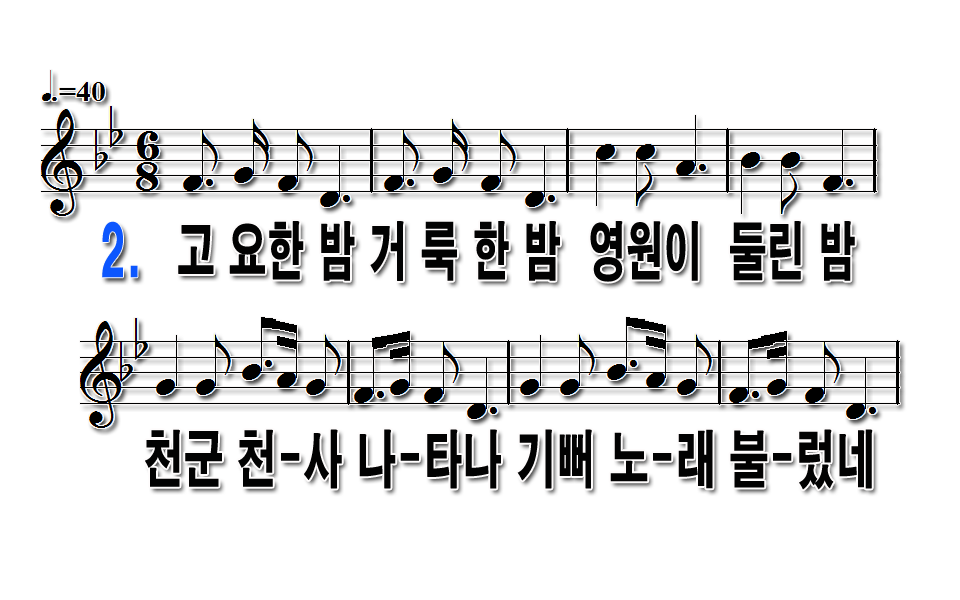 ♩.=40
6 8
2. 고 요한 밤 거 룩 한 밤 영원이 둘린 밤
천군 천-사 나-타나 기뻐 노-래 불-렀네